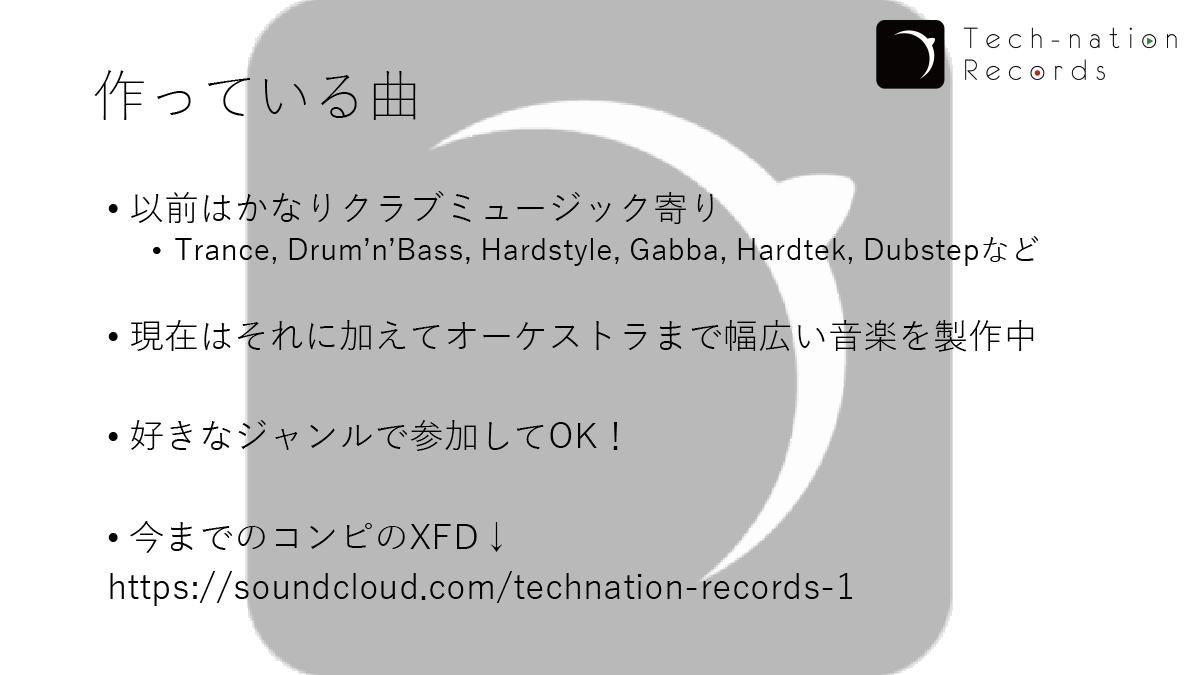 Tech-nation
Records
作っている曲
• 以前はかなりクラブミュージック寄り
• Trance, Drum’n’Bass, Hardstyle, Gabba, Hardtek, Dubstepなど
• 現在はそれに加えてオーケストラまで幅広い音楽を製作中
• 好きなジャンルで参加してOK！
• 今までのコンピのXFD↓
https://soundcloud.com/technation-records-1